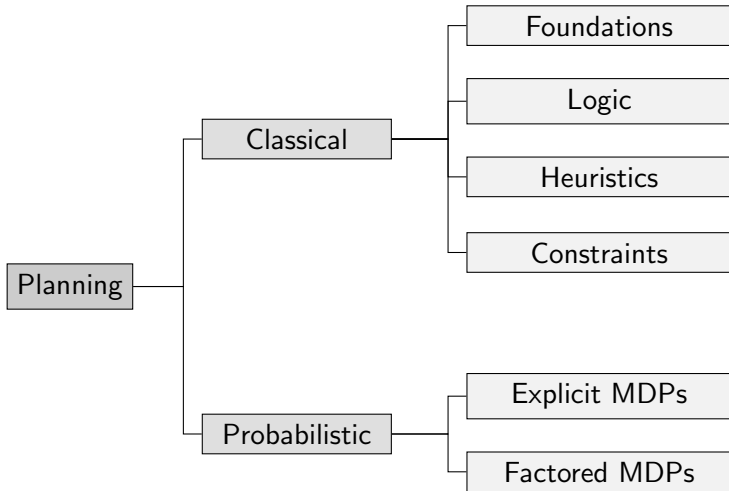 Planning
Classical
Foundations
Logic
Heuristics
Constraints
Probabilistic
Explicit MDPs
Factored MDPs